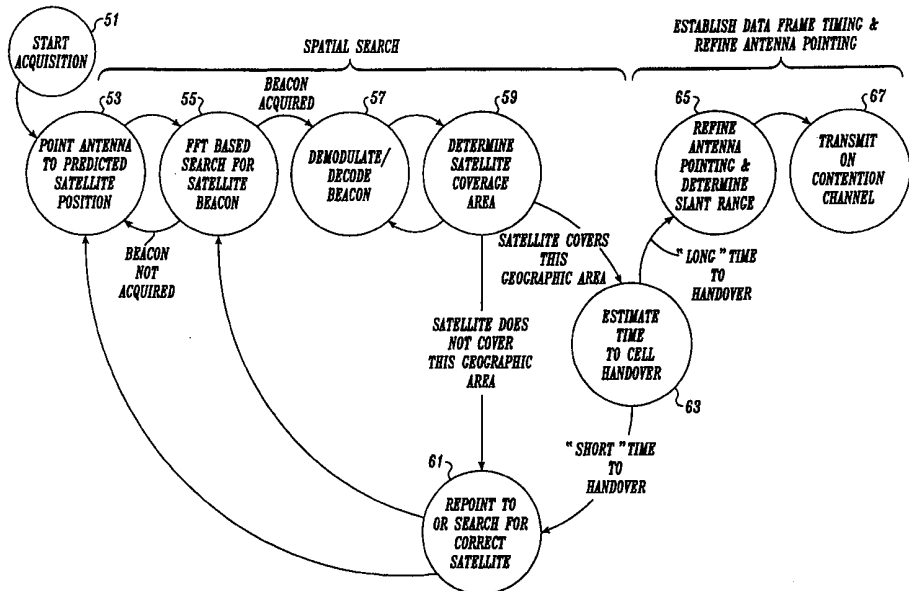 51
START
ACQUISITION
SPATIAL SEARCH
ESTABLISH DATA FRAME TIMING &
REFINE ANTENNA POINTING
53
POINT ANTENNA
TO PREDICTED
SATELLITE
POSITION
55
FFT BASED
SEARCH FOR
SATELLITE
BEACON
BEACON
ACQUIRED
BEACON
NOT
ACQUIRED
57
DEMODULATE/
DECODE
BEACON
59
DETERMINE
SATELLITE
COVERAGE
AREA
65
REFINE
ANTENNA
POINTING &
DETERMINE
SLANT RANGE
67
TRANSMIT
ON
CONTENTION
CHANNEL
SATELLITE COVERS
THIS
GEOGRAPHIC AREA
"LONG" TIME
TO
HANDOVER
SATELLITE DOES
NOT COVER
THIS GEOGRAPHIC
AREA
ESTIMATE
TIME
TO CELL
HANDOVER
63
"SHORT" TIME
TO
HANDOVER
61
REPOINT TO
OR SEARCH FOR
CORRECT
SATELLITE